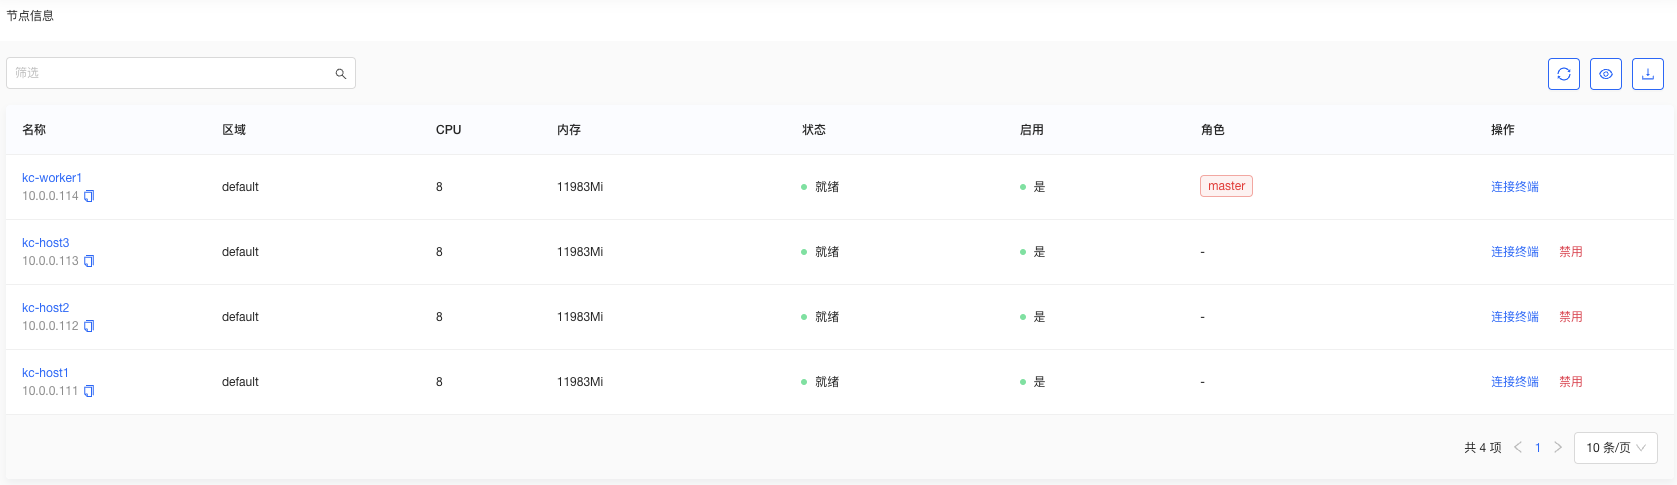 节点信息
筛选
名称 区域 CPU 内存 状态 启用 角色 操作
kc-worker1
10.0.0.114 default 8 11983Mi 就绪 是 master 连接终端
kc-host3
10.0.0.113 default 8 11983Mi 就绪 是 - 连接终端 禁用
kc-host2
10.0.0.112 default 8 11983Mi 就绪 是 - 连接终端 禁用
kc-host1
10.0.0.111 default 8 11983Mi 就绪 是 - 连接终端 禁用
共 4 项 1 10 条/页